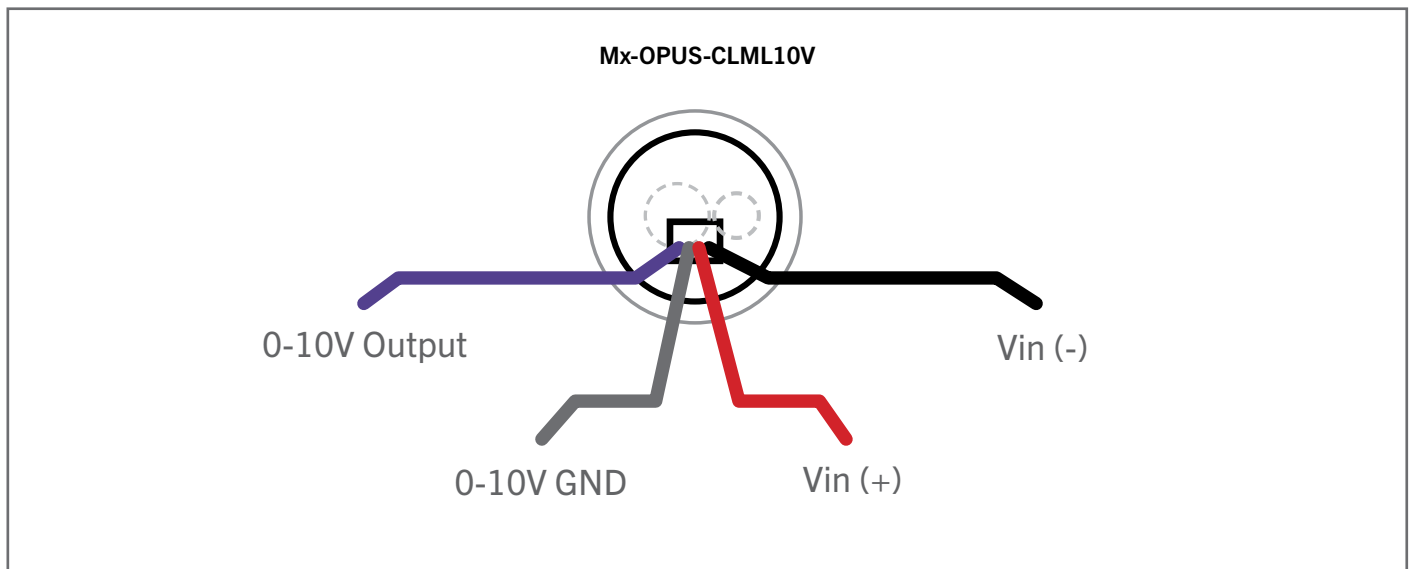 Mx-OPUS-CLML10V
0-10V Output
Vin (-)
0-10V GND
Vin (+)